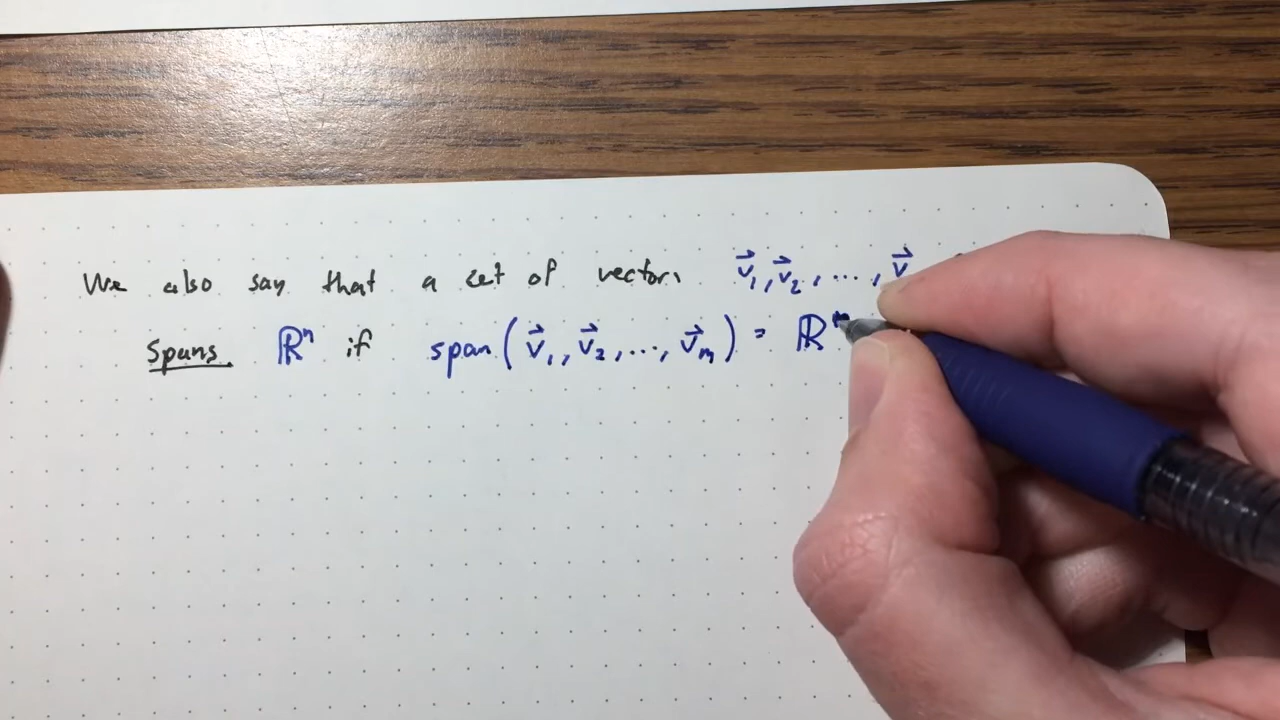 We also say that a set of vectors v⃗₁, v⃗₂, ..., v⃗
spans ℝⁿ if span(v⃗₁, v⃗₂, ..., v⃗ₘ) = ℝ